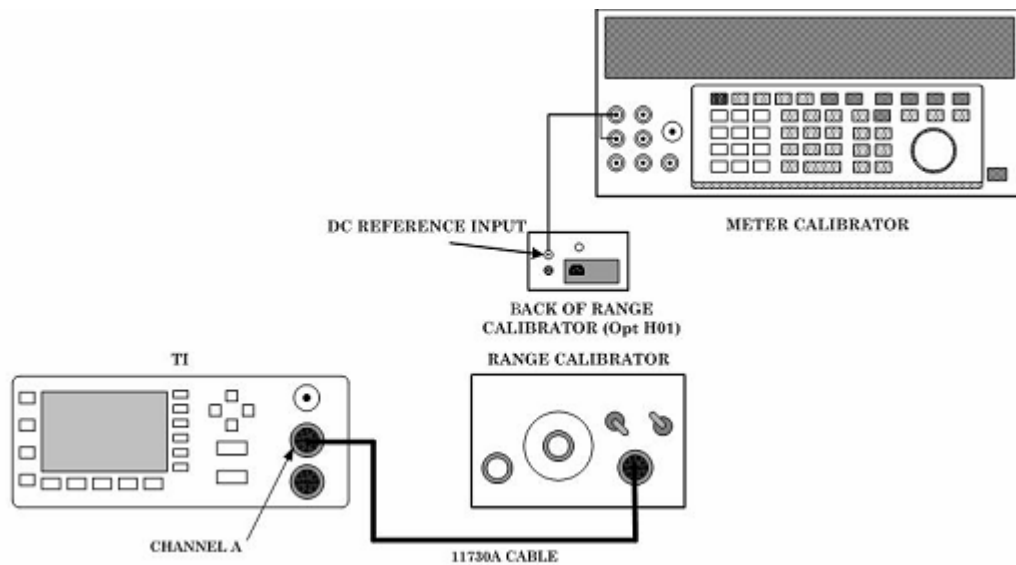 METER CALIBRATOR
DC REFERENCE INPUT
BACK OF RANGE
CALIBRATOR (Opt H01)
TI
RANGE CALIBRATOR
CHANNEL A
11730A CABLE